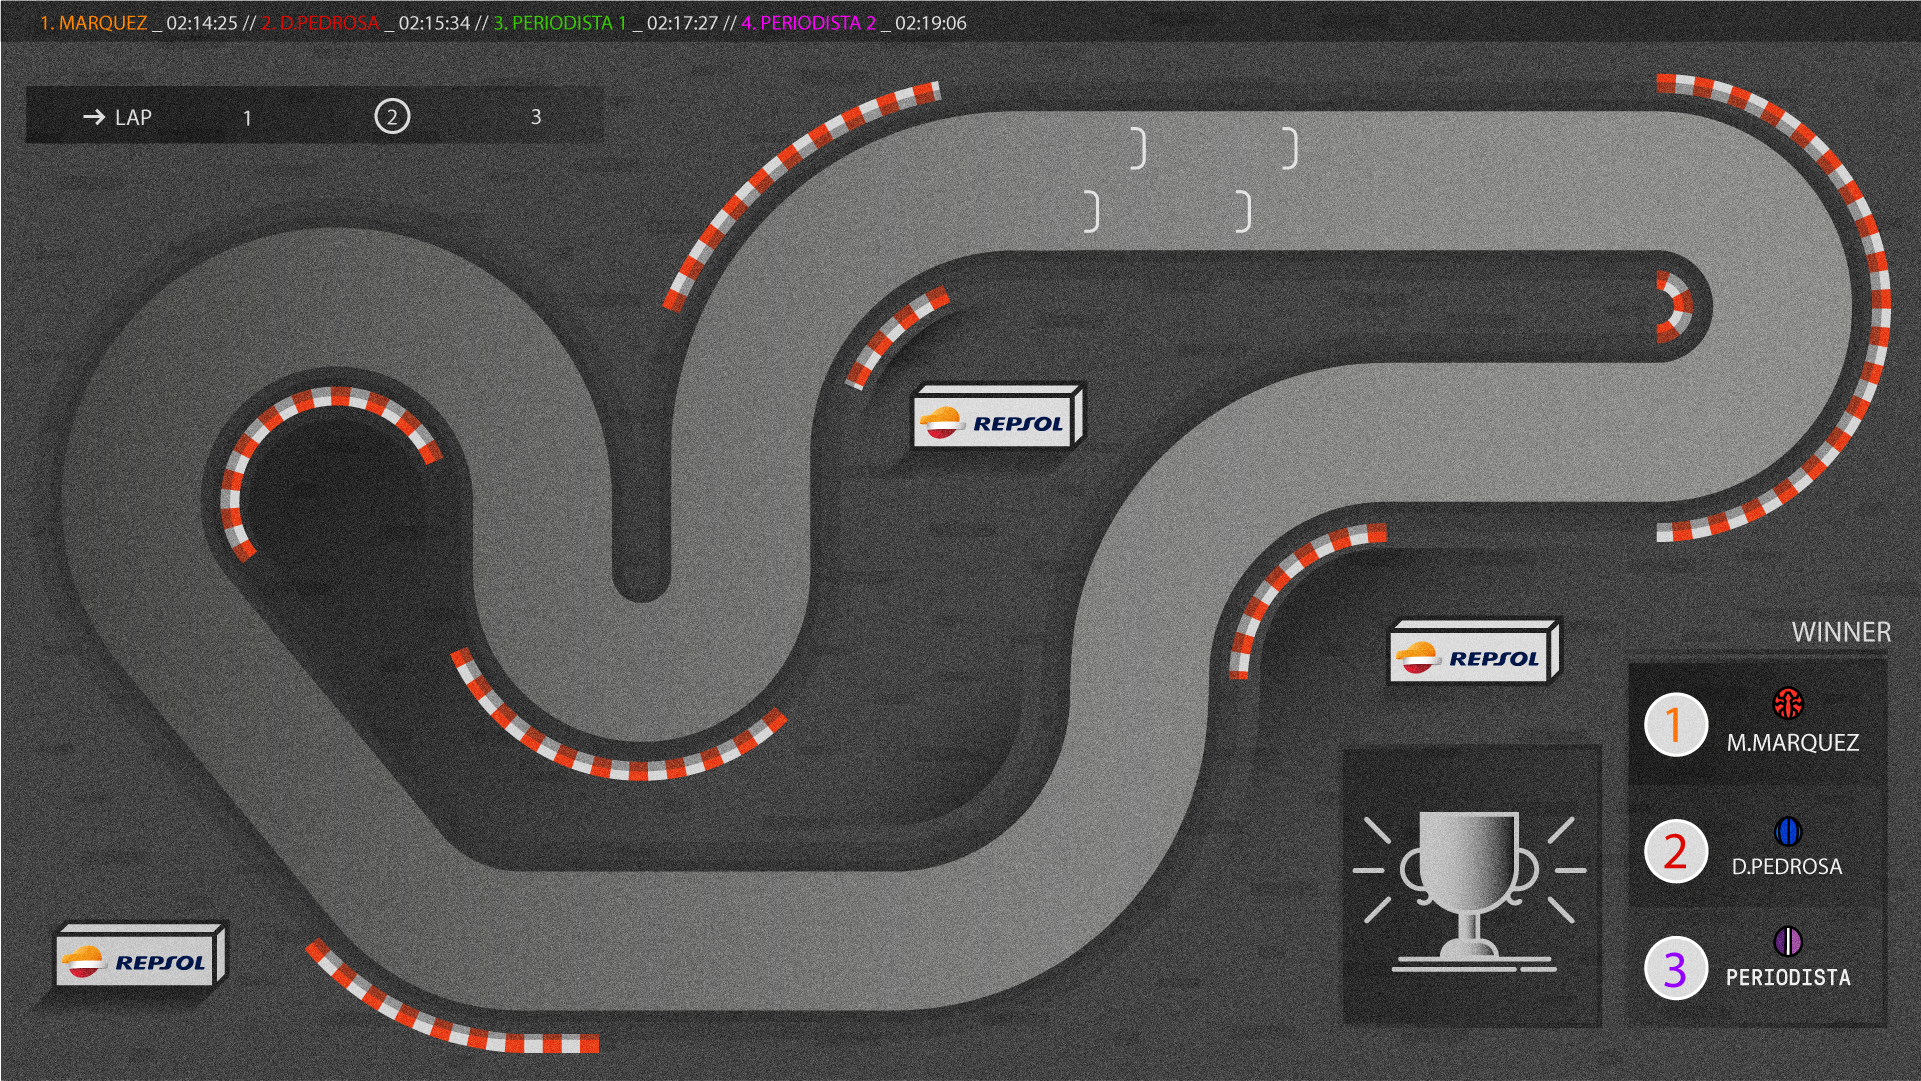 1. MARQUEZ _ 02:14:25 // 2. D.PEDROSA _ 02:15:34 // 3. PERIODISTA 1 _ 02:17:27 // 4. PERIODISTA 2 _ 02:19:06
→ LAP 1 2 3
REPSOL
REPSOL
WINNER
1 M.MARQUEZ
2 D.PEDROSA
3 PERIODISTA
REPSOL